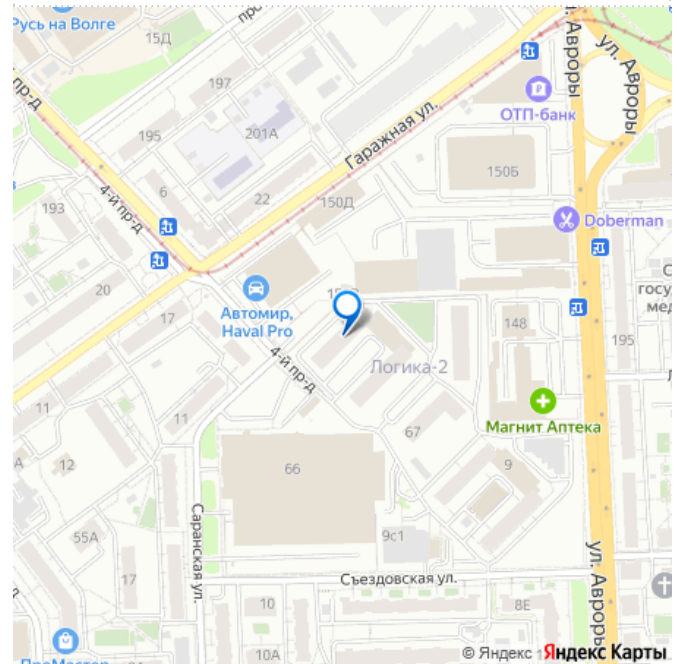 Русь на Волге
15Д
ул. Авроры
ул. Авроры
197
ОТП-банк
195
201А
Гаражная ул.
150Б
4-й пр-д
6
22
150Д
193
Doberman
20
Автомир,
Haval Pro
17
148
195
4-й пр-д
Логика-2
11
11
67
Магнит Аптека
12
66
9
Саранская ул.
55А
9с1
17
Съездовская ул.
ул. Авроры
10
8Е
10А
© Яндекс
Яндекс Карты